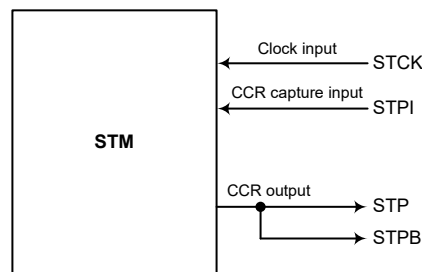 Clock input
STCK
CCR capture input
STPI
STM
CCR output
STP
STPB